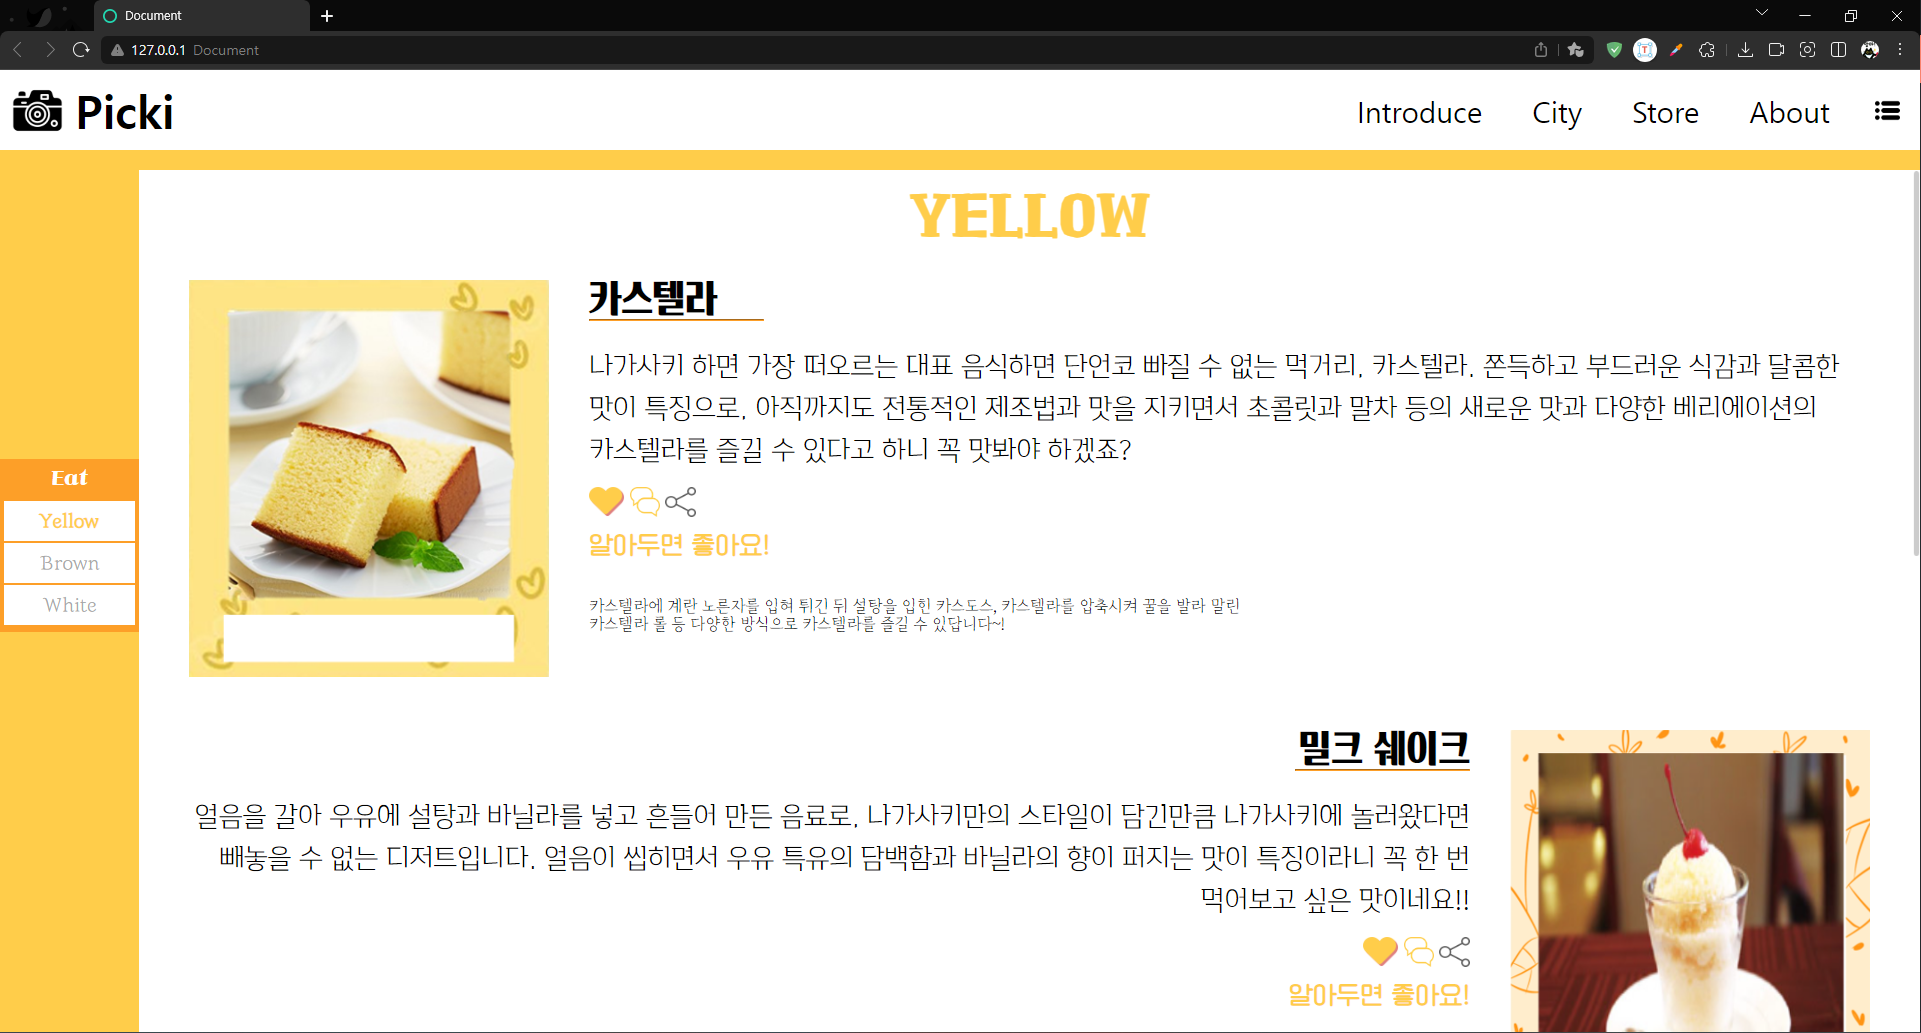 Document
127.0.0.1 Document
Picki
Introduce City Store About
YELLOW
카스텔라
나가사키 하면 가장 떠오르는 대표 음식하면 단언코 빠질 수 없는 먹거리, 카스텔라. 쫀득하고 부드러운 식감과 달콤한
맛이 특징으로, 아직까지도 전통적인 제조법과 맛을 지키면서 초콜릿과 말차 등의 새로운 맛과 다양한 베리에이션의
카스텔라를 즐길 수 있다고 하니 꼭 맛봐야 하겠죠?
알아두면 좋아요!
카스텔라에 계란 노른자를 입혀 튀긴 뒤 설탕을 입힌 카스도스, 카스텔라를 압축시켜 꿀을 발라 말린
카스텔라 롤 등 다양한 방식으로 카스텔라를 즐길 수 있답니다~!
Eat
Yellow
Brown
White
밀크 쉐이크
얼음을 갈아 우유에 설탕과 바닐라를 넣고 흔들어 만든 음료로, 나가사키만의 스타일이 담긴만큼 나가사키에 놀러왔다면
빼놓을 수 없는 디저트입니다. 얼음이 씹히면서 우유 특유의 담백함과 바닐라의 향이 퍼지는 맛이 특징이라니 꼭 한 번
먹어보고 싶은 맛이네요!!
알아두면 좋아요!